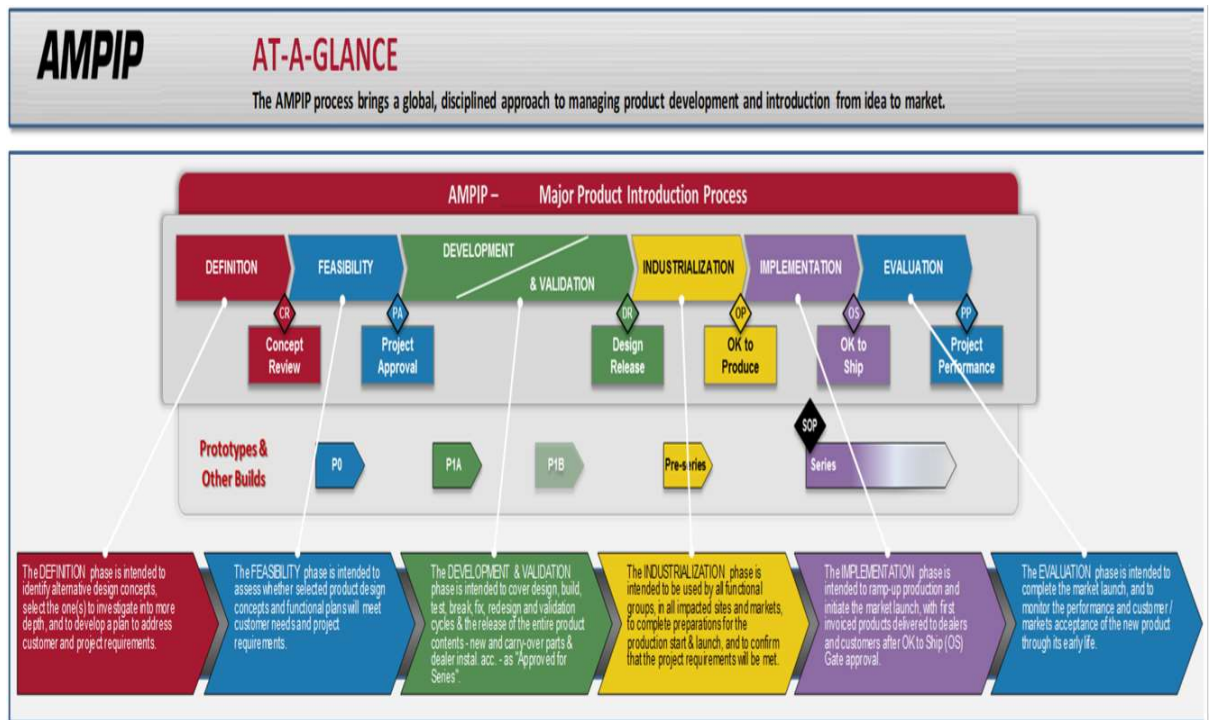 AMPIP
AT-A-GLANCE
The AMPIP process brings a global, disciplined approach to managing product development and introduction from idea to market.
AMPIP – Major Product Introduction Process
DEFINITION
FEASIBILITY
DEVELOPMENT
& VALIDATION
INDUSTRIALIZATION
IMPLEMENTATION
EVALUATION
CR
PA
DR
OP
OS
PP
Concept
Review
Project
Approval
Design
Release
OK to
Produce
OK to
Ship
Project
Performance
Prototypes &
Other Builds
P0
P1A
P1B
Pre-series
SOP
Series
The DEFINITION phase is intended to
identify alternative design concepts,
select the one(s) to investigate into more
depth, and to develop a plan to address
customer and project requirements.
The FEASIBILITY phase is intended to
assess whether selected product design
concepts and functional plans will meet
customer needs and project
requirements.
The DEVELOPMENT & VALIDATION
phase is intended to cover design, build,
test, break, fix, redesign and validation
cycles & the release of the entire product
contents - new and carry-over parts &
dealer instal. acc. - as "Approved for
Series".
The INDUSTRIALIZATION phase is
intended to be used by all functional
groups, in all impacted sites and markets,
to complete preparations for the
production start & launch, and to confirm
that the project requirements will be met.
The IMPLEMENTATION phase is
intended to ramp-up production and
initiate the market launch, with first
invoiced products delivered to dealers
and customers after OK to Ship (OS)
Gate approval.
The EVALUATION phase is intended to
complete the market launch, and to
monitor the performance and customer /
markets acceptance of the new product
through its early life.